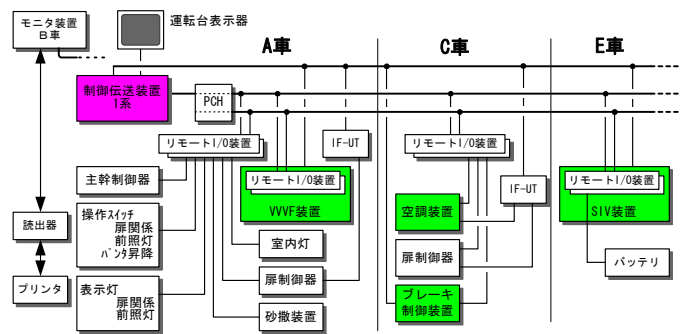 モニタ装置
B車
運転台表示器
A車
C車
E車
制御伝送装置
1系
PCH
リモートI/O装置
IF-UT
リモートI/O装置
主幹制御器
リモートI/O装置
VVVF装置
空調装置
IF-UT
リモートI/O装置
SIV装置
操作スイッチ
扉関係
前照灯
パンタ昇降
読出器
室内灯
扉制御器
バッテリ
扉制御器
プリンタ
表示灯
扉関係
前照灯
ブレーキ
制御装置
砂撒装置